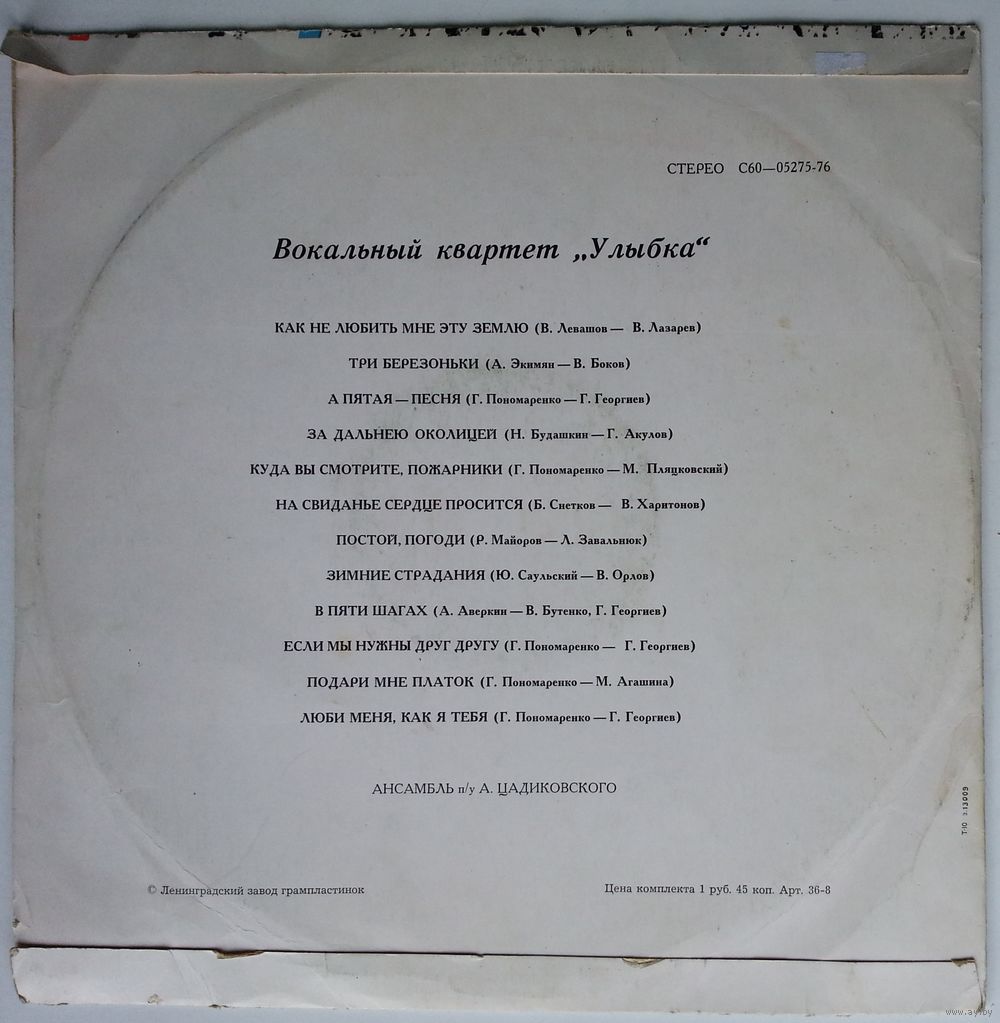 СТЕРЕО С60—05275-76
Вокальный квартет „Улыбка“
КАК НЕ ЛЮБИТЬ МНЕ ЭТУ ЗЕМЛЮ (В. Левашов — В. Лазарев)
ТРИ БЕРЕЗОНЬКИ (А. Экимян — В. Боков)
А ПЯТАЯ — ПЕСНЯ (Г. Пономаренко — Г. Георгиев)
ЗА ДАЛЬНЕЮ ОКОЛИЦЕЙ (Н. Будашкин — Г. Акулов)
КУДА ВЫ СМОТРИТЕ, ПОЖАРНИКИ (Г. Пономаренко — М. Пляцковский)
НА СВИДАНЬЕ СЕРДЦЕ ПРОСИТСЯ (Б. Снетков — В. Харитонов)
ПОСТОЙ, ПОГОДИ (Р. Майоров — Л. Завальнюк)
ЗИМНИЕ СТРАДАНИЯ (Ю. Саульский — В. Орлов)
В ПЯТИ ШАГАХ (А. Аверкин — В. Бутенко, Г. Георгиев)
ЕСЛИ МЫ НУЖНЫ ДРУГ ДРУГУ (Г. Пономаренко — Г. Георгиев)
ПОДАРИ МНЕ ПЛАТОК (Г. Пономаренко — М. Агашина)
ЛЮБИ МЕНЯ, КАК Я ТЕБЯ (Г. Пономаренко — Г. Георгиев)
АНСАМБЛЬ п/у А. ЦАДИКОВСКОГО
© Ленинградский завод грампластинок
Цена комплекта 1 руб. 45 коп. Арт. 36-8
www.ay.by